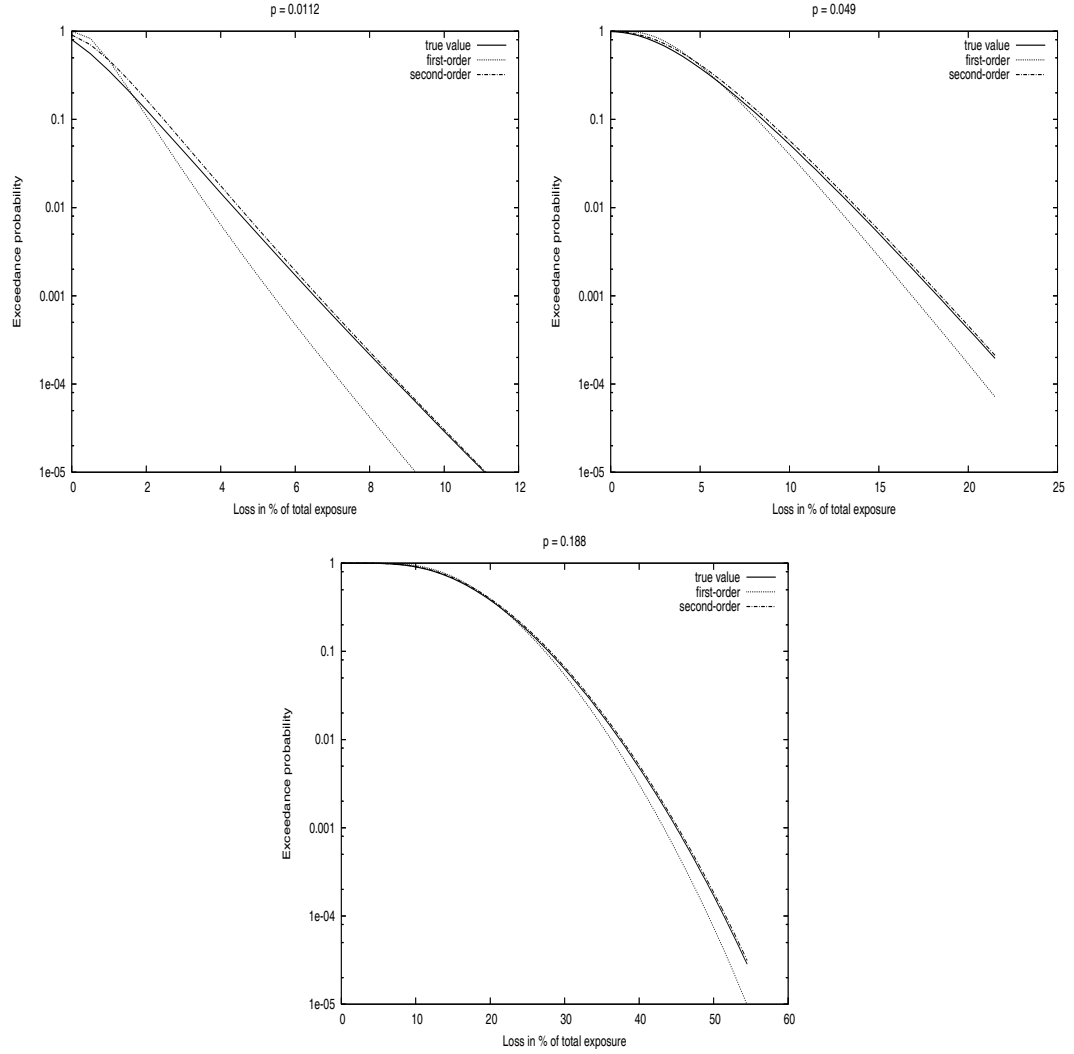 p = 0.0112
1
0.1
0.01
0.001
1e-04
1e-05
Exceedance probability
true value
first-order
second-order
0 2 4 6 8 10 12
Loss in % of total exposure
p = 0.049
1
0.1
0.01
0.001
1e-04
1e-05
Exceedance probability
true value
first-order
second-order
0 5 10 15 20 25
Loss in % of total exposure
p = 0.188
1
0.1
0.01
0.001
1e-04
1e-05
Exceedance probability
true value
first-order
second-order
0 10 20 30 40 50 60
Loss in % of total exposure